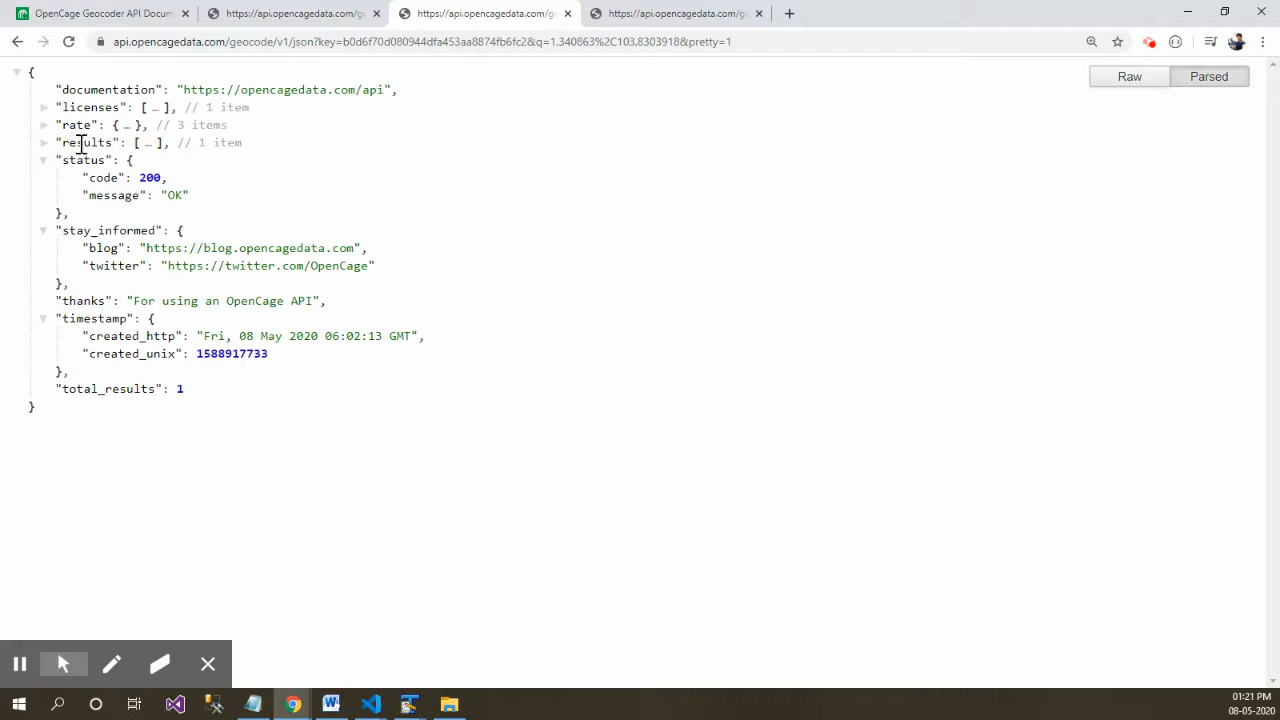 OpenCage Geocoder API Docum
https://api.opencagedata.com/ge
https://api.opencagedata.com/ge
https://api.opencagedata.com/ge
api.opencagedata.com/geocode/v1/json?key=b0d6f70d080944dfa453aa8874fb6fc2&q=1.340863%2C103.8303918&pretty=1
Raw
Parsed
{
"documentation": "https://opencagedata.com/api",
"licenses": [ … ], // 1 item
"rate": { … }, // 3 items
"results": [ … ], // 1 item
"status": {
"code": 200,
"message": "OK"
},
"stay_informed": {
"blog": "https://blog.opencagedata.com",
"twitter": "https://twitter.com/OpenCage"
},
"thanks": "For using an OpenCage API",
"timestamp": {
"created_http": "Fri, 08 May 2020 06:02:13 GMT",
"created_unix": 1588917733
},
"total_results": 1
}
01:21 PM
08-05-2020